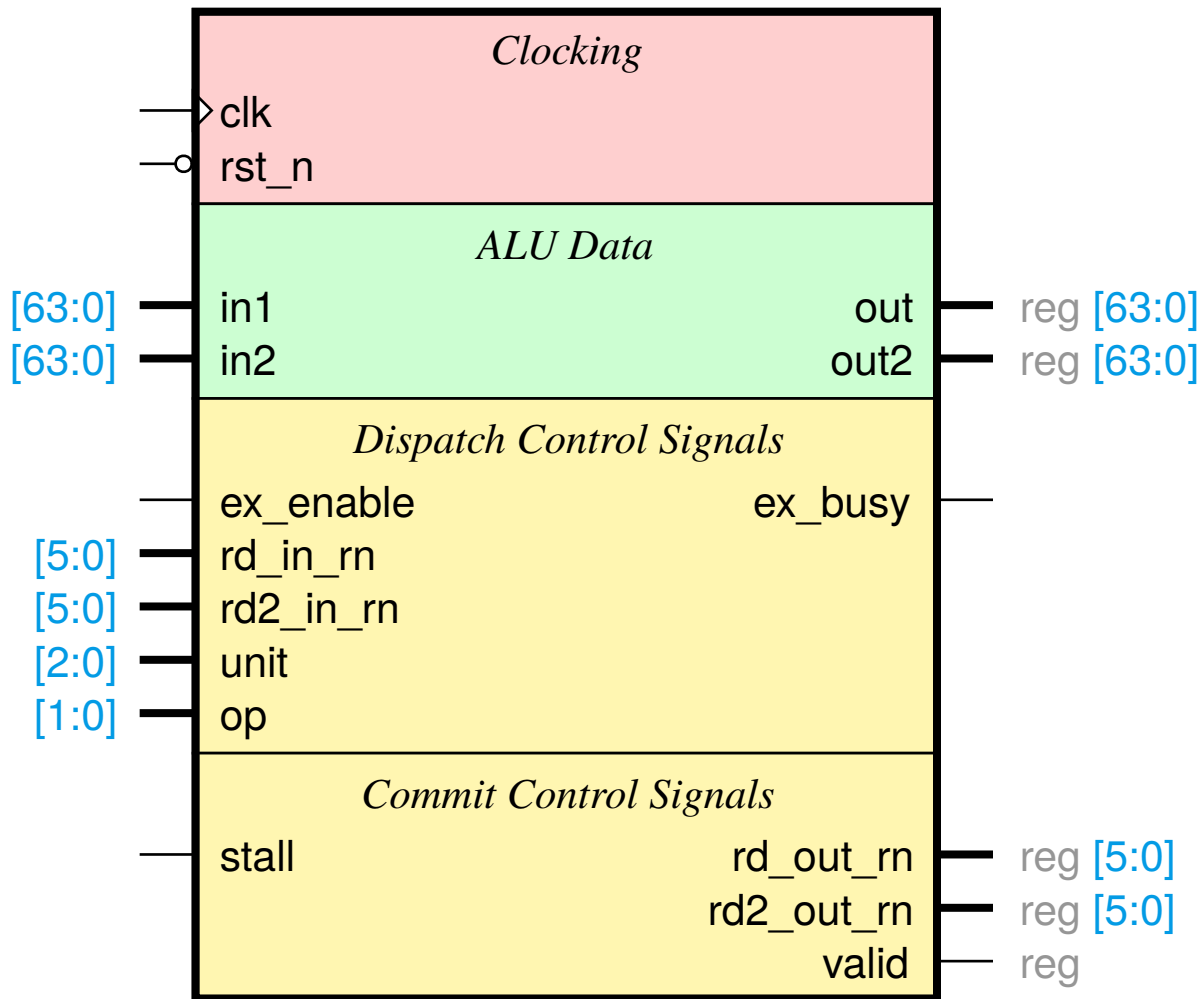 Clocking
clk
rst_n
ALU Data
[63:0] in1 out reg [63:0]
[63:0] in2 out2 reg [63:0]
Dispatch Control Signals
ex_enable ex_busy
[5:0] rd_in_rn
[5:0] rd2_in_rn
[2:0] unit
[1:0] op
Commit Control Signals
stall rd_out_rn reg [5:0]
rd2_out_rn reg [5:0]
valid reg